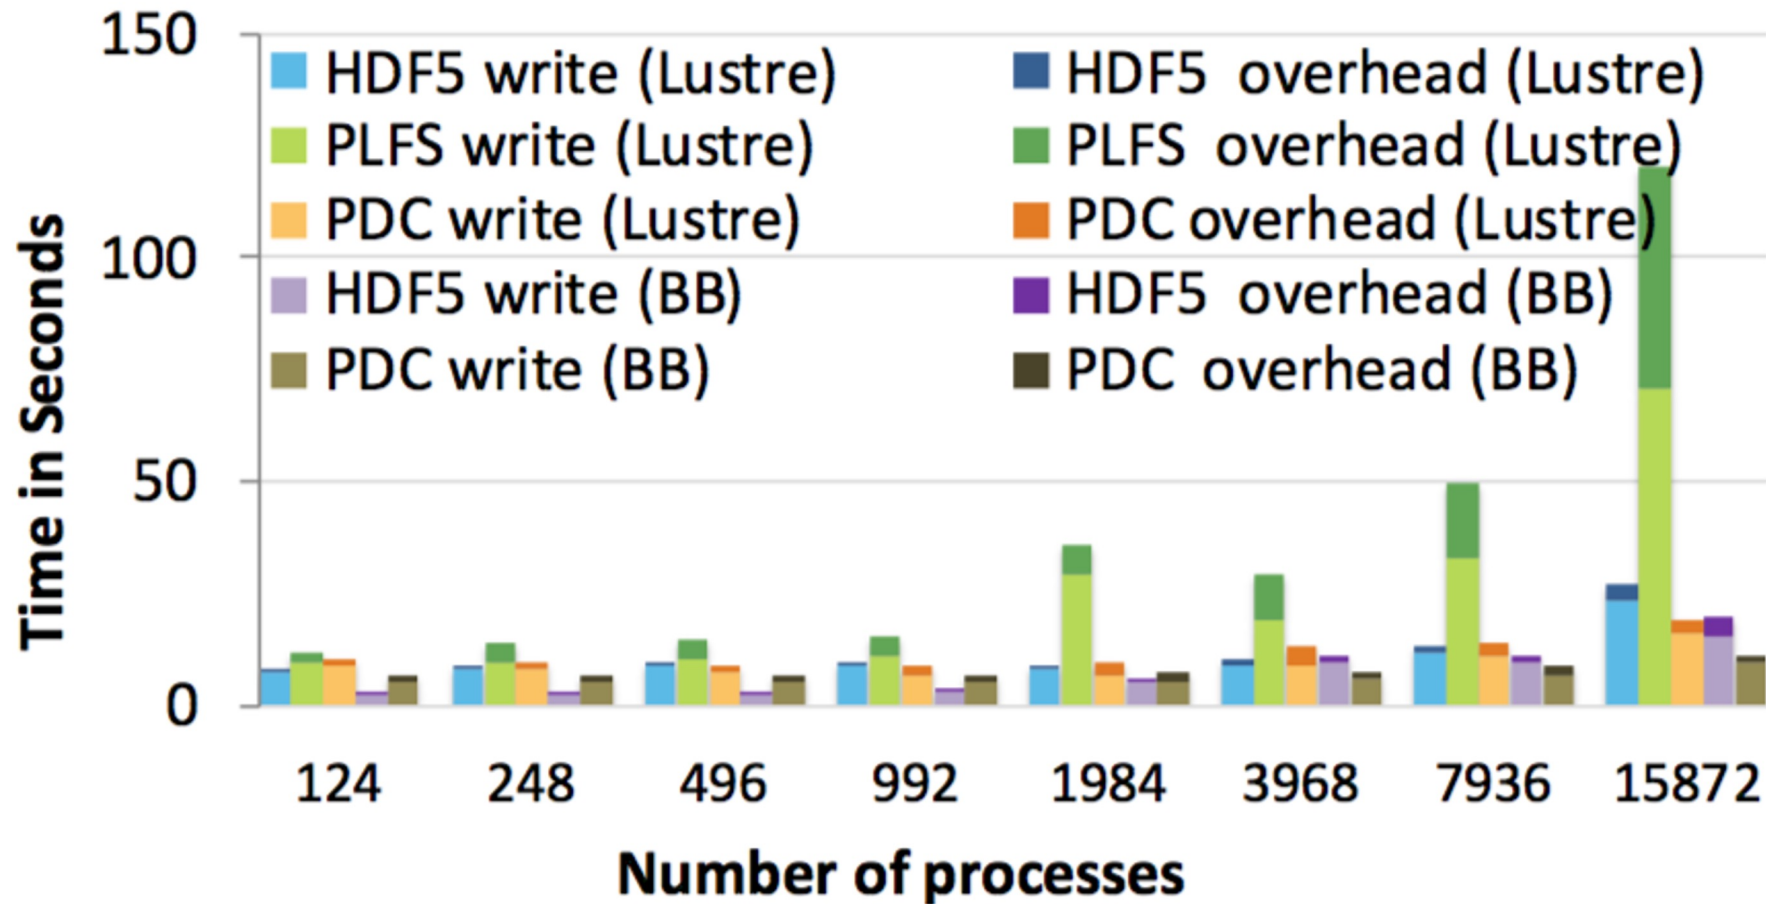 150
HDF5 write (Lustre) HDF5 overhead (Lustre)
PLFS write (Lustre) PLFS overhead (Lustre)
PDC write (Lustre) PDC overhead (Lustre)
100
HDF5 write (BB) HDF5 overhead (BB)
PDC write (BB) PDC overhead (BB)
50
0
Time in Seconds
124 248 496 992 1984 3968 7936 15872
Number of processes